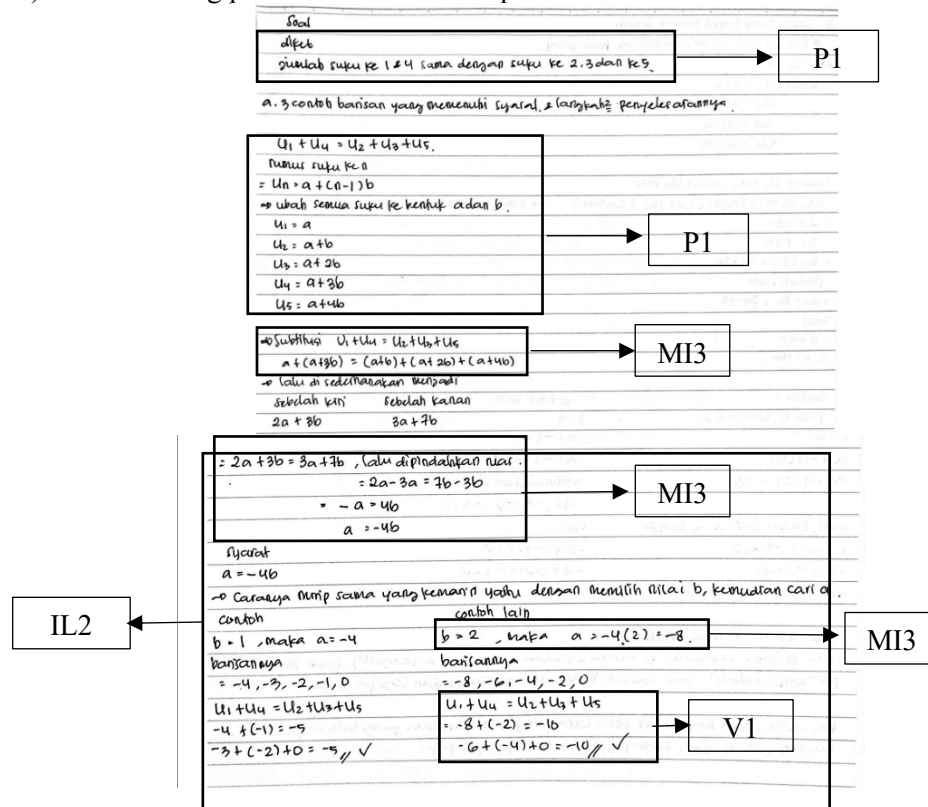 Soal
diket
jumlah suku ke 1 & 4 sama dengan suku ke 2.3 dan ke 5.
P1
a. 3 contoh barisan yang memenuhi syarat. & langkah² penyelesaiannya.
U₁ + U₄ = U₂ + U₃ + U₅.
rumus suku ke n
= Un = a + (n-1) b
→ ubah semua suku ke bentuk a dan b.
U₁ = a
U₂ = a+b
U₃ = a+2b
U₄ = a+3b
U₅ = a+4b
P1
→ Substitusi U₁+U₄ = U₂+U₃+U₅
a + (a+3b) = (a+b) + (a+2b) + (a+4b)
MI3
→ lalu di sederhanakan menjadi
sebelah kiri sebelah kanan
2a + 3b 3a + 7b
= 2a + 3b = 3a + 7b , lalu dipindahkan ruas.
= 2a - 3a = 7b - 3b
= - a = 4b
a = -4b
MI3
Syarat
a = -4b
→ Caranya mirip sama yang kemarin yaitu dengan memilih nilai b, kemudian cari a.
IL2
contoh contoh lain
b = 1 , maka a = -4 b = 2 , maka a = -4(2) = -8.
MI3
barisannya barisannya
= -4, -3, -2, -1, 0 = -8, -6, -4, -2, 0
U₁ + U₄ = U₂ + U₃ + U₅ U₁ + U₄ = U₂ + U₃ + U₅
-4 + (-1) = -5 = -8 + (-2) = -10
-3 + (-2) + 0 = -5 // ✓ -6 + (-4) + 0 = -10 // ✓
V1